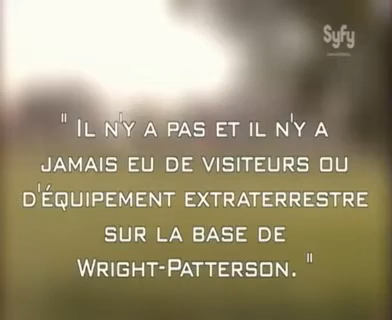 Syfy
" IL N'Y A PAS ET IL N'Y A
JAMAIS EU DE VISITEURS OU
D'ÉQUIPEMENT EXTRATERRESTRE
SUR LA BASE DE
WRIGHT-PATTERSON. "